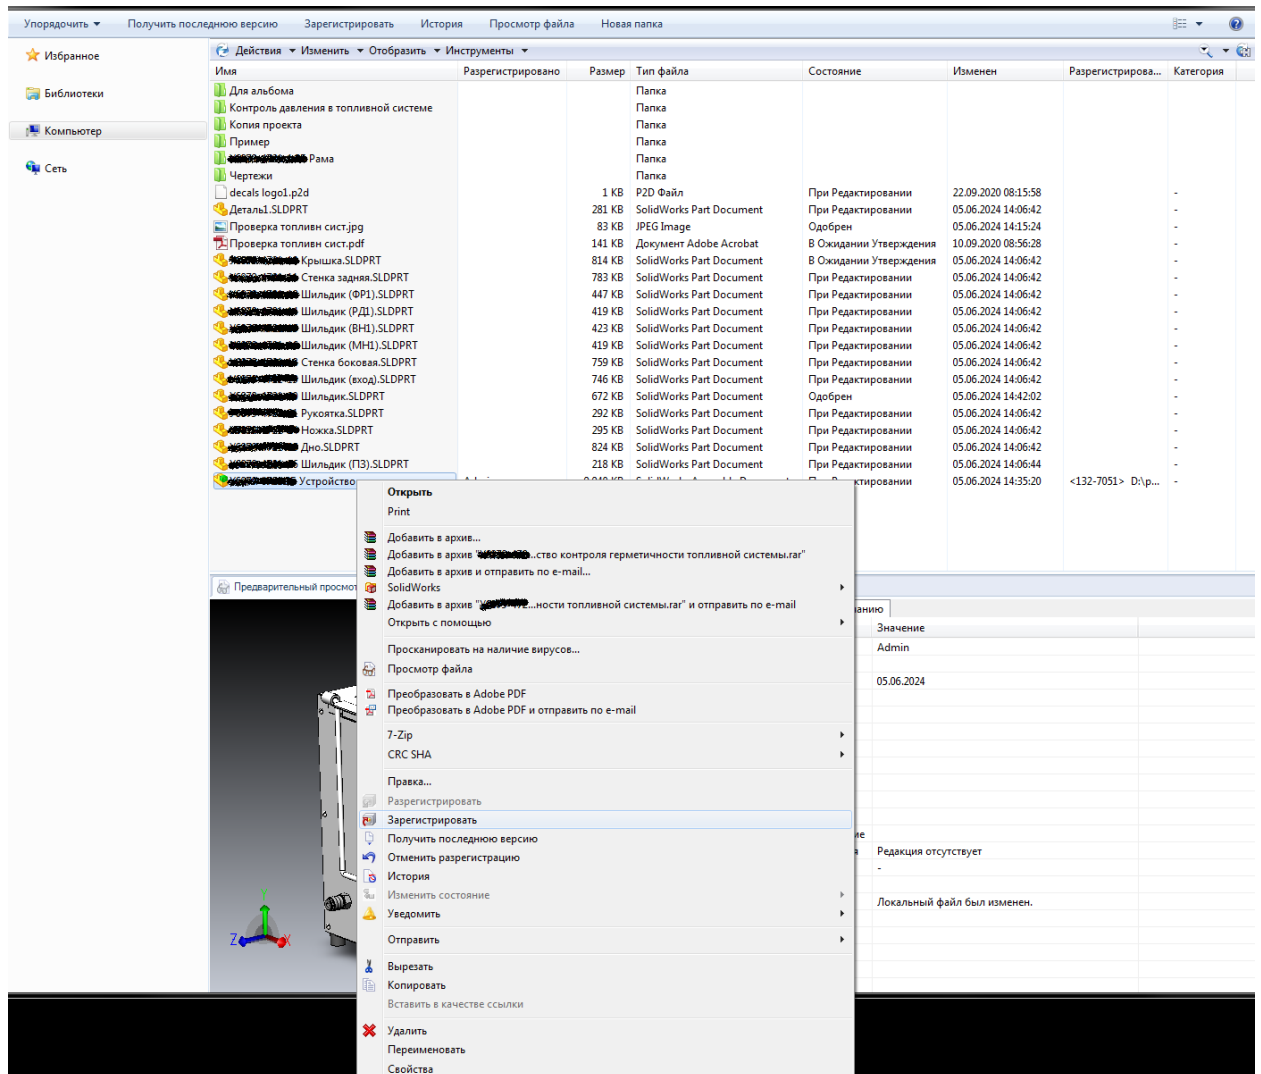 Упорядочить Получить последнюю версию Зарегистрировать История Просмотр файла Новая папка
Избранное
Библиотеки
Компьютер
Сеть
Действия Изменить Отобразить Инструменты
Имя Разрегистрировано Размер Тип файла Состояние Изменен Разрегистрирова... Категория
Для альбома Папка
Контроль давления в топливной системе Папка
Копия проекта Папка
Пример Папка
Рама Папка
Чертежи Папка
decals logo1.p2d 1 KB P2D Файл При Редактировании 22.09.2020 08:15:58 -
Деталь1.SLDPRT 281 KB SolidWorks Part Document При Редактировании 05.06.2024 14:06:42 -
Проверка топливн сист.jpg 83 KB JPEG Image Одобрен 05.06.2024 14:15:24 -
Проверка топливн сист.pdf 141 KB Документ Adobe Acrobat В Ожидании Утверждения 10.09.2020 08:56:28 -
Крышка.SLDPRT 814 KB SolidWorks Part Document В Ожидании Утверждения 05.06.2024 14:06:42 -
Стенка задняя.SLDPRT 783 KB SolidWorks Part Document При Редактировании 05.06.2024 14:06:42 -
Шильдик (ФР1).SLDPRT 447 KB SolidWorks Part Document При Редактировании 05.06.2024 14:06:42 -
Шильдик (РД1).SLDPRT 419 KB SolidWorks Part Document При Редактировании 05.06.2024 14:06:42 -
Шильдик (ВН1).SLDPRT 423 KB SolidWorks Part Document При Редактировании 05.06.2024 14:06:42 -
Шильдик (МН1).SLDPRT 419 KB SolidWorks Part Document При Редактировании 05.06.2024 14:06:42 -
Стенка боковая.SLDPRT 759 KB SolidWorks Part Document При Редактировании 05.06.2024 14:06:42 -
Шильдик (вход).SLDPRT 746 KB SolidWorks Part Document При Редактировании 05.06.2024 14:06:42 -
Шильдик.SLDPRT 672 KB SolidWorks Part Document Одобрен 05.06.2024 14:42:02 -
Рукоятка.SLDPRT 292 KB SolidWorks Part Document При Редактировании 05.06.2024 14:06:42 -
Ножка.SLDPRT 295 KB SolidWorks Part Document При Редактировании 05.06.2024 14:06:42 -
Дно.SLDPRT 824 KB SolidWorks Part Document При Редактировании 05.06.2024 14:06:42 -
Шильдик (ПЗ).SLDPRT 218 KB SolidWorks Part Document При Редактировании 05.06.2024 14:06:44 -
Устройство 05.06.2024 14:35:20 <132-7051> D:\p... -
Открыть
Print
Добавить в архив...
Добавить в архив "...ство контроля герметичности топливной системы.rar"
Добавить в архив и отправить по e-mail...
SolidWorks
Добавить в архив "...ности топливной системы.rar" и отправить по e-mail
Открыть с помощью
Просканировать на наличие вирусов...
Просмотр файла
Преобразовать в Adobe PDF
Преобразовать в Adobe PDF и отправить по e-mail
7-Zip
CRC SHA
Правка...
Разрегистрировать
Зарегистрировать
Получить последнюю версию
Отменить разрегистрацию
История
Изменить состояние
Уведомить
Отправить
Вырезать
Копировать
Вставить в качестве ссылки
Удалить
Переименовать
Свойства
Предварительный просмот
Z
X
Y
Значение
Admin
05.06.2024
Редакция отсутствует
-
Локальный файл был изменен.